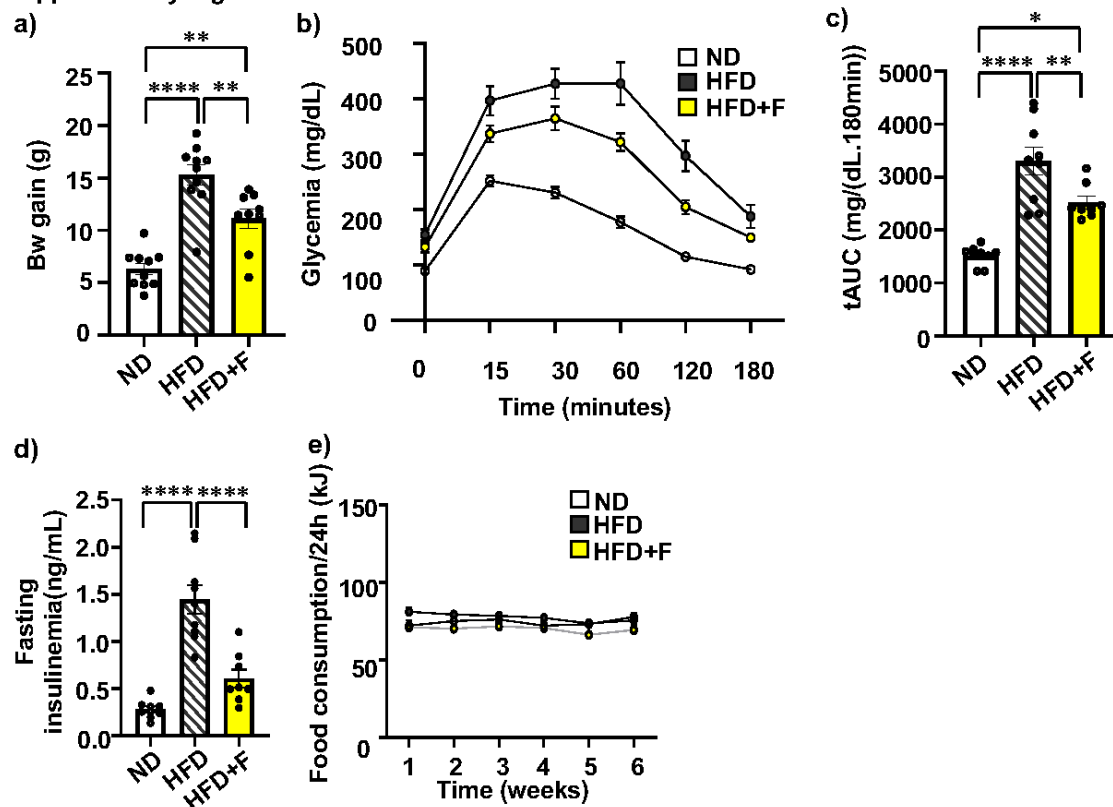 a)
**
****
**
25
20
15
10
5
0
Bw gain (g)
ND
HFD
HFD+F
b)
500
400
300
200
100
0
Glycemia (mg/dL)
ND
HFD
HFD+F
0 15 30 60 120 180
Time (minutes)
c)
*
****
**
5000
4000
3000
2000
1000
0
tAUC (mg/(dL.180min))
ND
HFD
HFD+F
d)
**** ****
2.5
2.0
1.5
1.0
0.5
0.0
Fasting
insulinemia(ng/mL)
ND
HFD
HFD+F
e)
150
100
50
0
Food consumption/24h (kJ)
ND
HFD
HFD+F
1 2 3 4 5 6
Time (weeks)